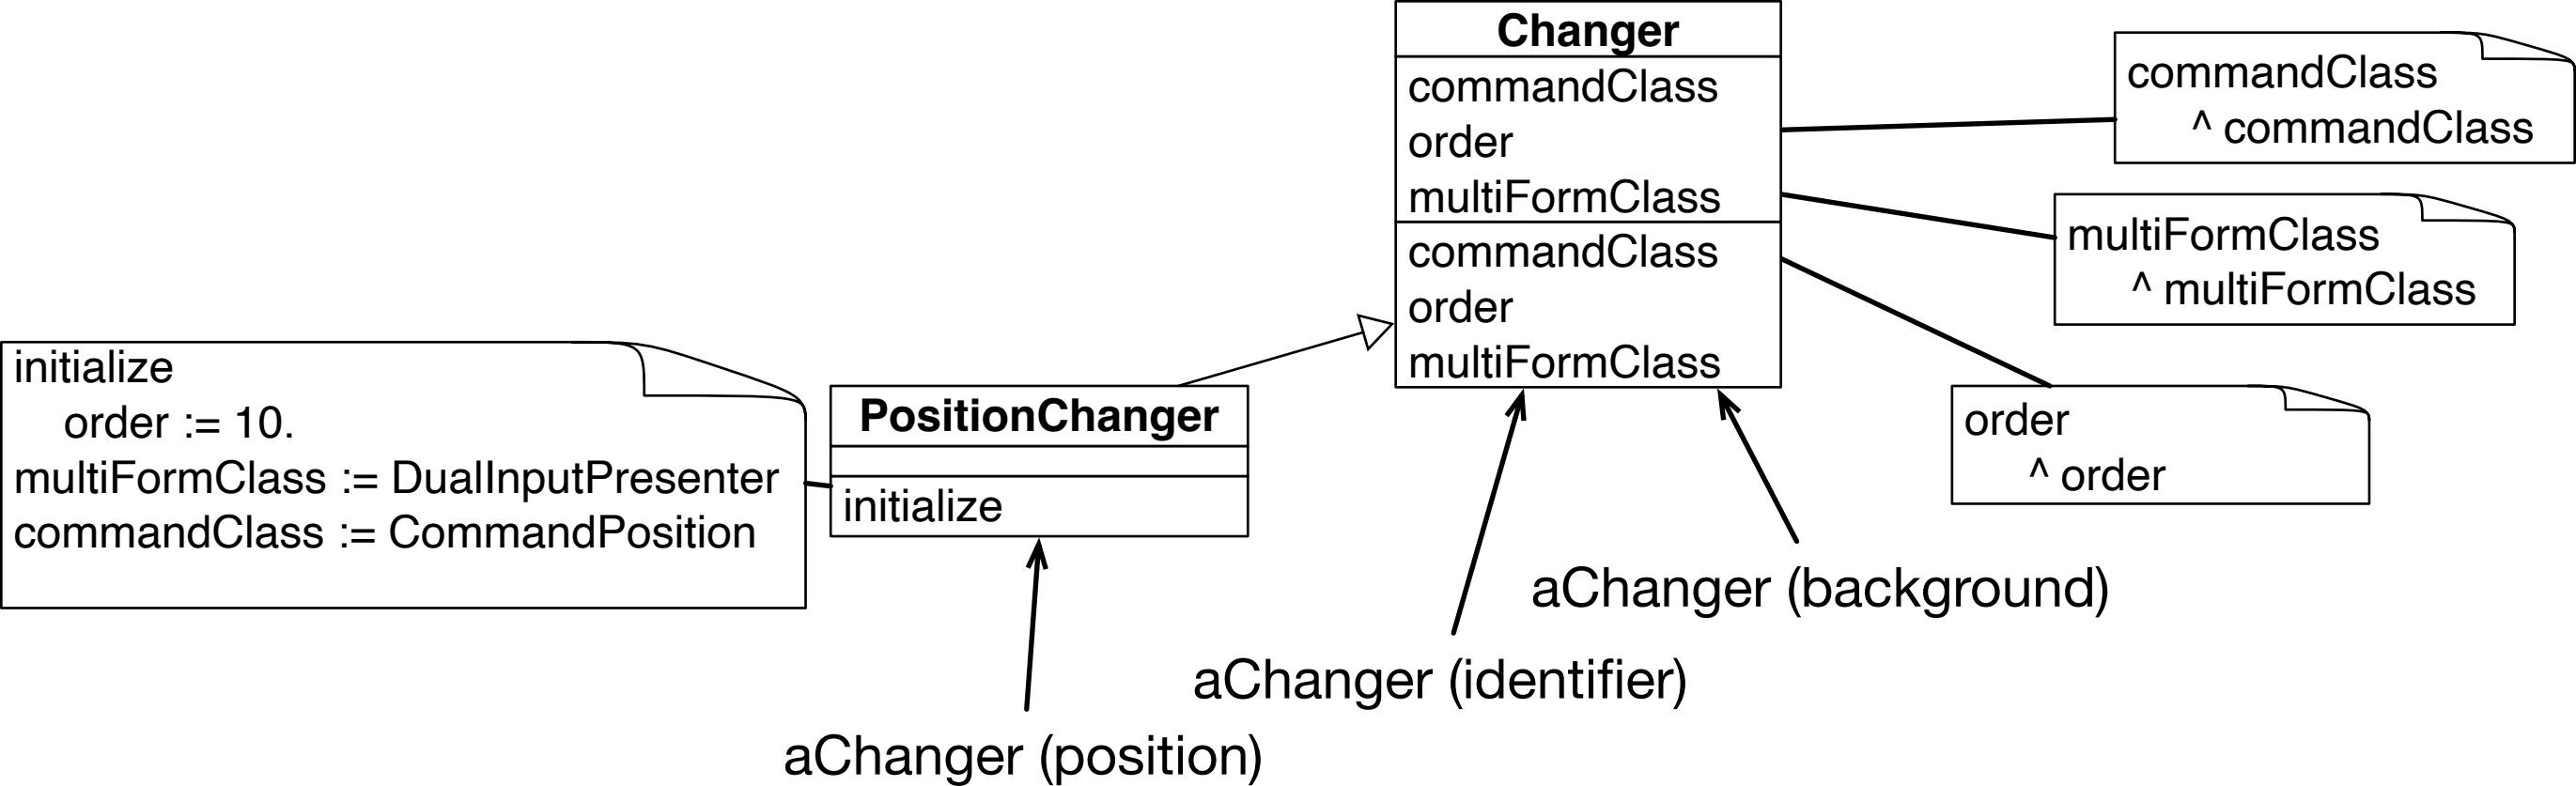 Changer
commandClass
order
multiFormClass
commandClass
order
multiFormClass
commandClass
^ commandClass
multiFormClass
^ multiFormClass
order
^ order
initialize
order := 10.
multiFormClass := DualInputPresenter
commandClass := CommandPosition
PositionChanger
initialize
aChanger (background)
aChanger (identifier)
aChanger (position)